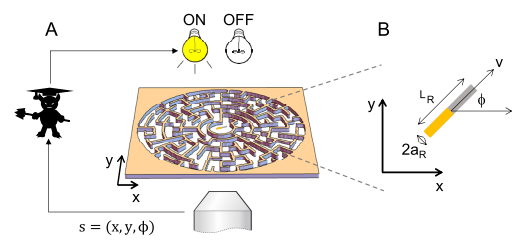 A
ON OFF
B
v
L_R
y
ϕ
2a_R
x
y
x
s = (x, y, ϕ)